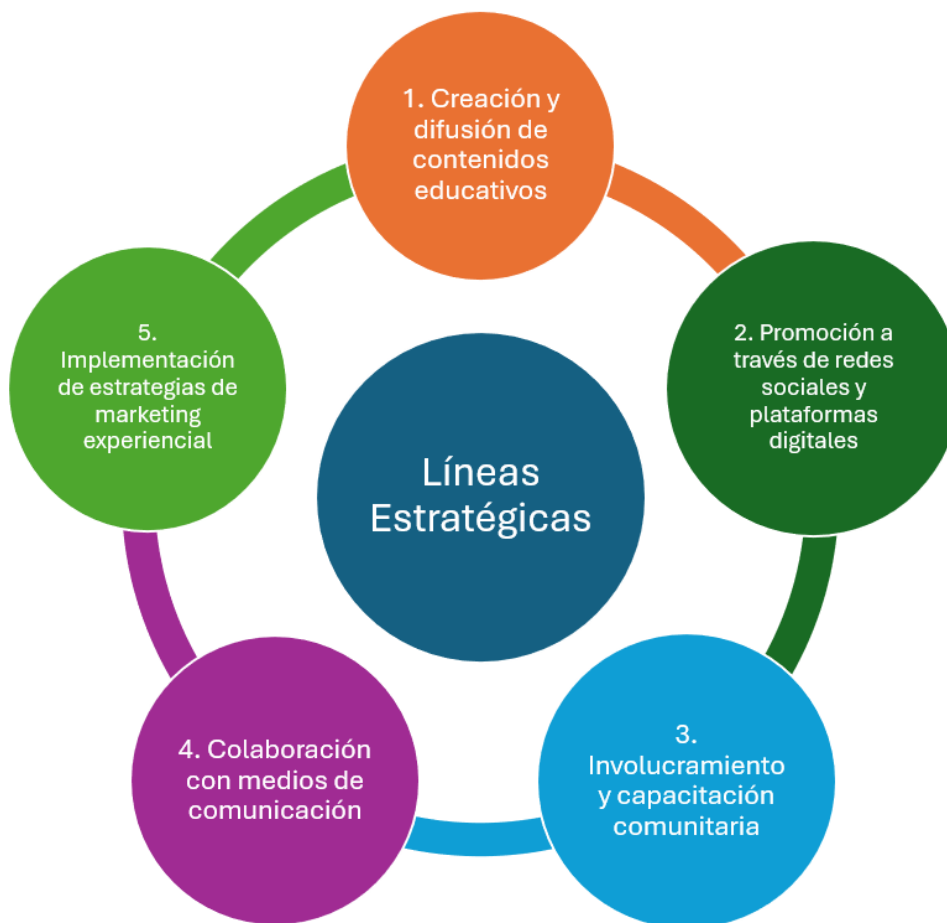 1. Creación y
difusión de
contenidos
educativos
2. Promoción a
través de redes
sociales y
plataformas
digitales
3.
Involucramiento
y capacitación
comunitaria
4. Colaboración
con medios de
comunicación
5.
Implementación
de estrategias de
marketing
experiencial
Líneas
Estratégicas